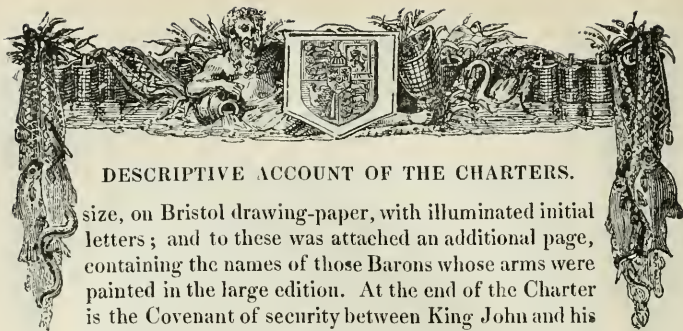 DESCRIPTIVE ACCOUNT OF THE CHARTERS.
size, on Bristol drawing-paper, with illuminated initial
letters; and to these was attached an additional page,
containing the names of those Barons whose arms were
painted in the large edition. At the end of the Charter
is the Covenant of security between King John and his